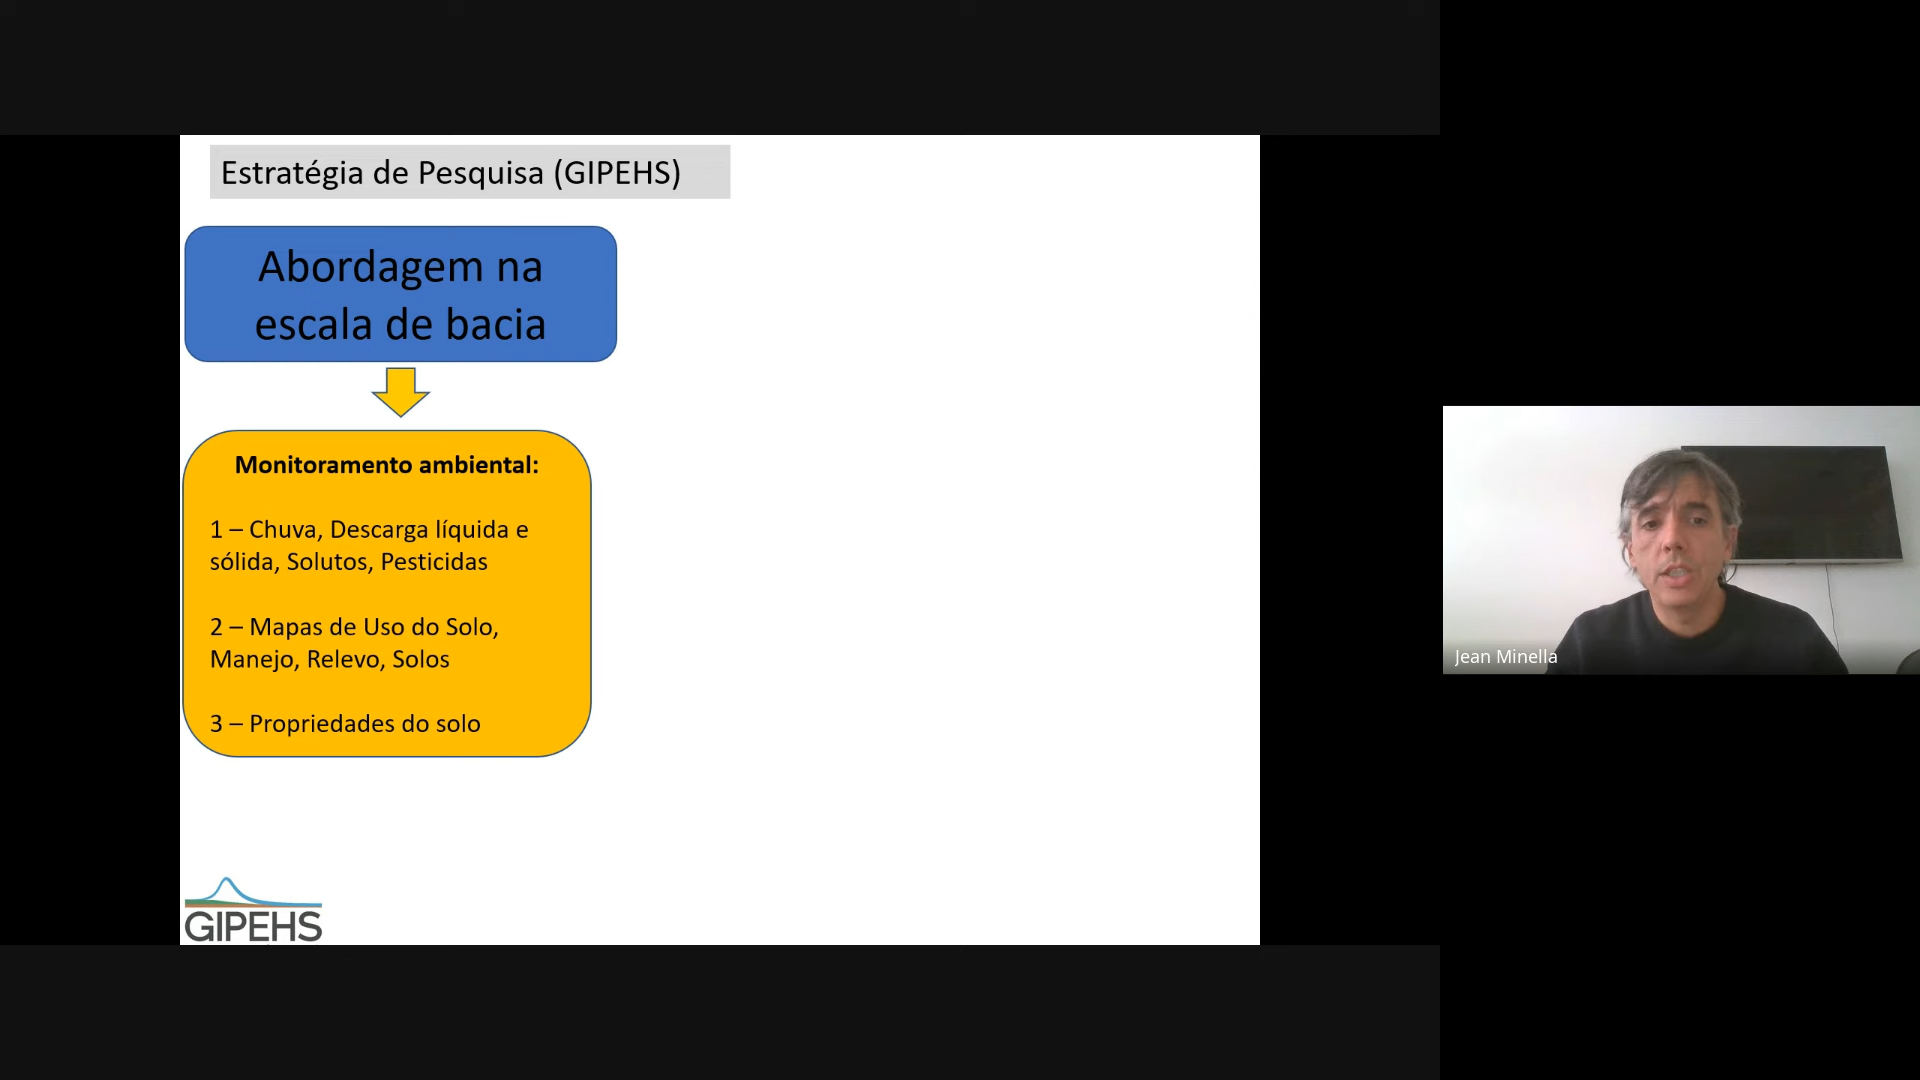 Estratégia de Pesquisa (GIPEHS)
Abordagem na
escala de bacia
Monitoramento ambiental:
1 – Chuva, Descarga líquida e
sólida, Solutos, Pesticidas
2 – Mapas de Uso do Solo,
Manejo, Relevo, Solos
3 – Propriedades do solo
GIPEHS
Jean Minella